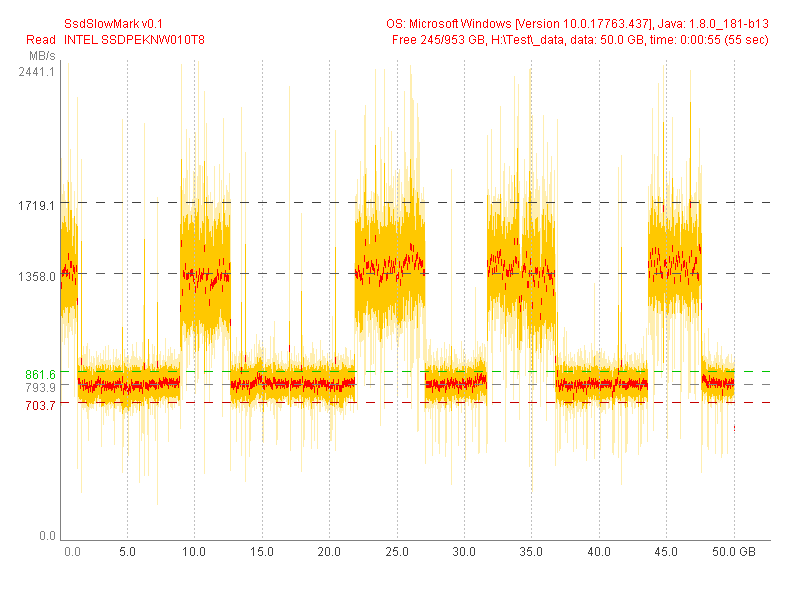 SsdSlowMark v0.1
OS: Microsoft Windows [Version 10.0.17763.437], Java: 1.8.0_181-b13
Read INTEL SSDPEKNW010T8
Free 245/953 GB, H:\Test\_data, data: 50.0 GB, time: 0:00:55 (55 sec)
MB/s
2441.1
1719.1
1358.0
861.6
793.9
703.7
0.0
0.0 5.0 10.0 15.0 20.0 25.0 30.0 35.0 40.0 45.0 50.0 GB